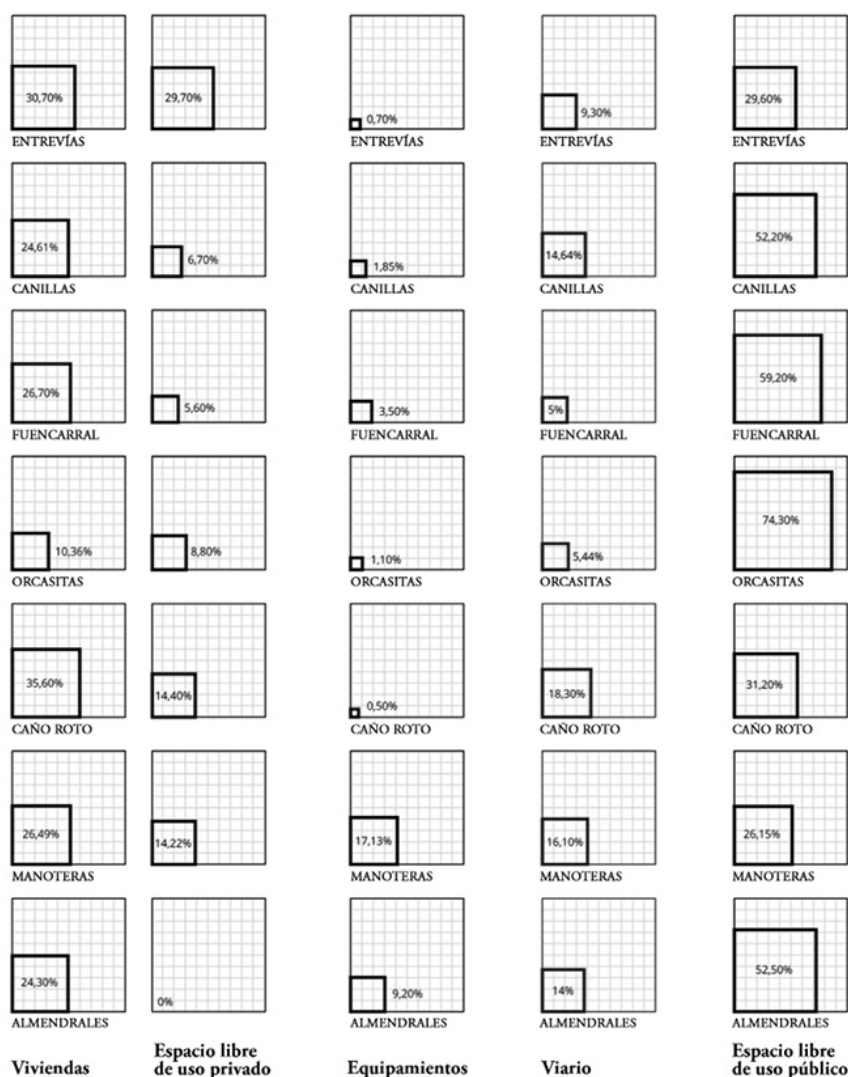 30,70% 29,70% 0,70% 9,30% 29,60%
ENTREVÍAS ENTREVÍAS ENTREVÍAS ENTREVÍAS
24,61% 6,70% 1,85% 14,64% 52,20%
CANILLAS CANILLAS CANILLAS CANILLAS
26,70% 5,60% 3,50% 5% 59,20%
FUENCARRAL FUENCARRAL FUENCARRAL FUENCARRAL
10,36% 8,80% 1,10% 5,44% 74,30%
ORCASITAS ORCASITAS ORCASITAS ORCASITAS
35,60% 14,40% 0,50% 18,30% 31,20%
CAÑO ROTO CAÑO ROTO CAÑO ROTO CAÑO ROTO
26,49% 14,22% 17,13% 16,10% 26,15%
MANOTERAS MANOTERAS MANOTERAS MANOTERAS
24,30% 0% 9,20% 14% 52,50%
ALMENDRALES ALMENDRALES ALMENDRALES ALMENDRALES
Viviendas
Espacio libre
de uso privado
Equipamientos
Viario
Espacio libre
de uso público